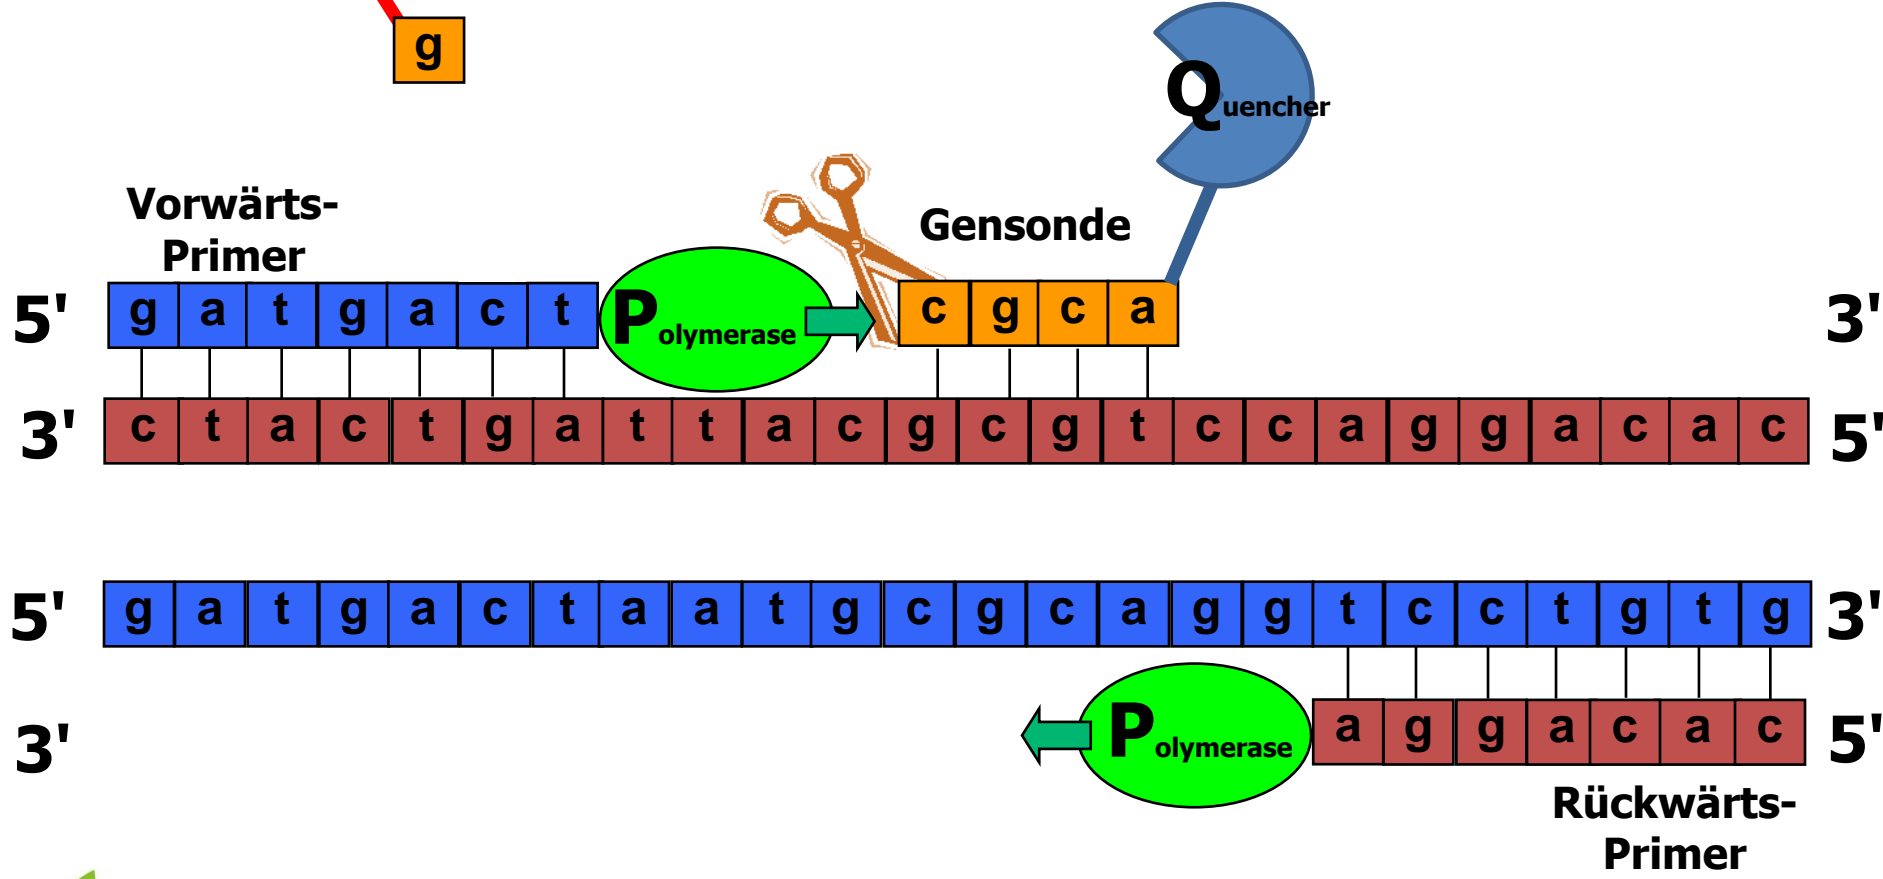 g
Quencher
Vorwärts-
Primer
Gensonde
5' g a t g a c t Polymerase c g c a 3'
3' c t a c t g a t t a c g c g t c c a g g a c a c 5'
5' g a t g a c t a a t g c g c a g g t c c t g t g 3'
3' Polymerase a g g a c a c 5'
Rückwärts-
Primer